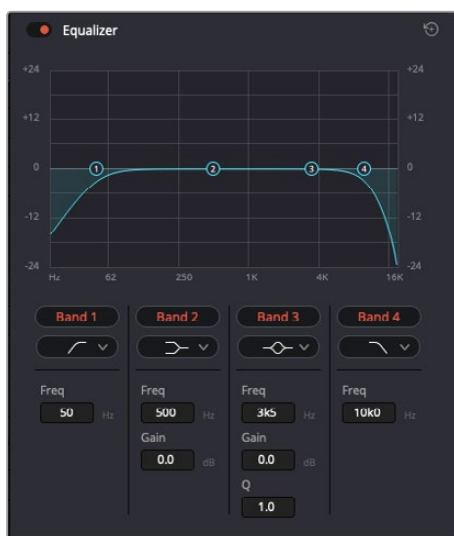 Equalizer
+24 +24
+12 +12
0 1 2 3 4 0
-12 -12
-24 -24
Hz 62 250 1K 4K 16K
Band 1 Band 2 Band 3 Band 4
Freq Freq Freq Freq
50 Hz 500 Hz 3k5 Hz 10k0 Hz
Gain Gain
0.0 dB 0.0 dB
Q
1.0